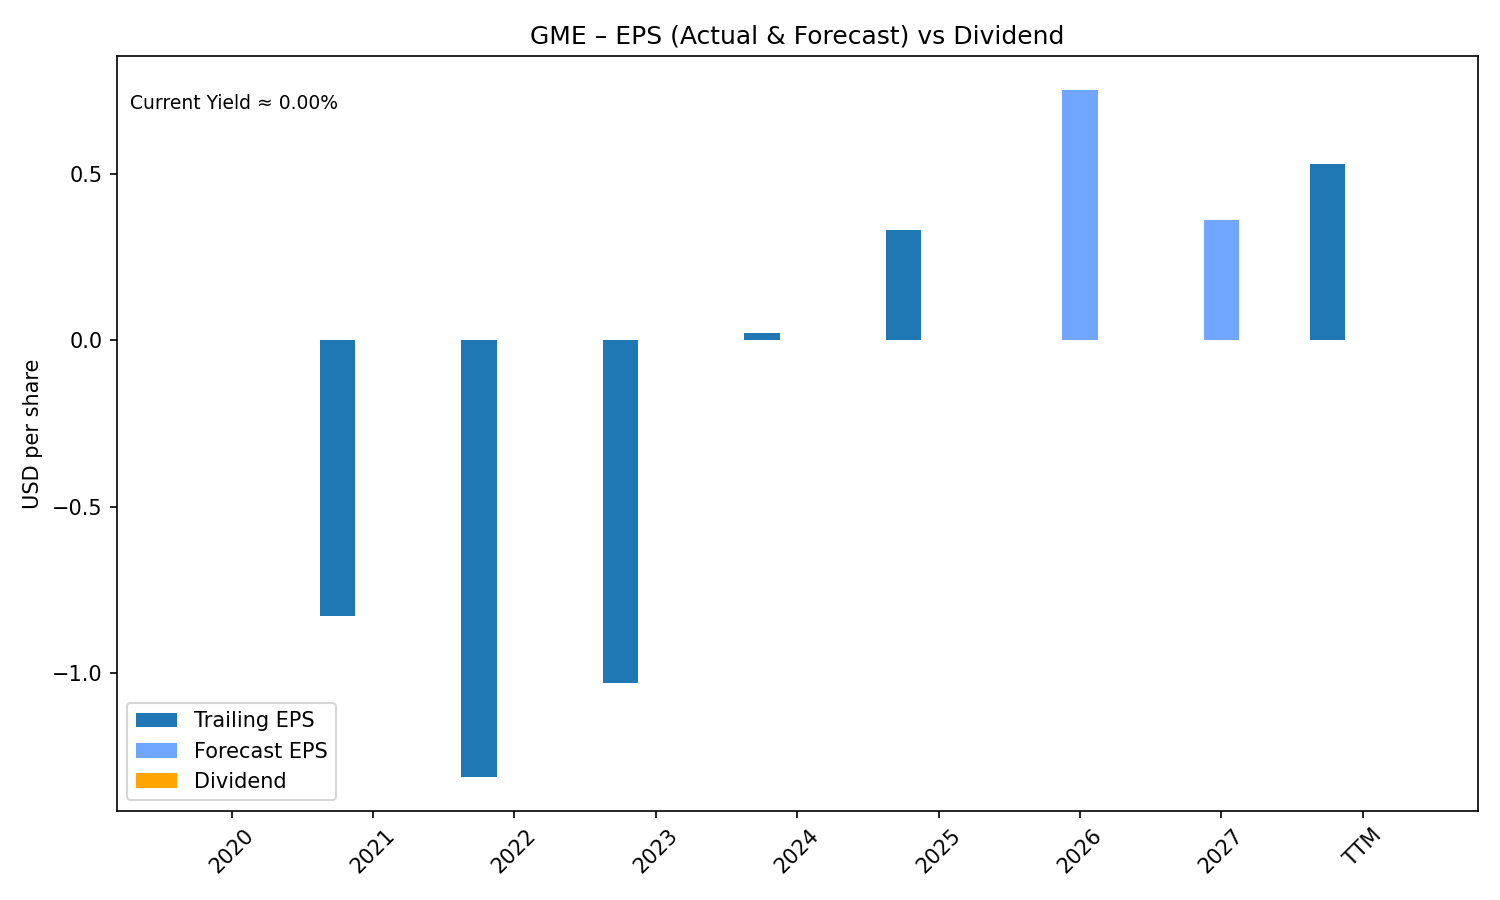 GME – EPS (Actual & Forecast) vs Dividend
Current Yield ≈ 0.00%
USD per share
0.5
0.0
−0.5
−1.0
Trailing EPS
Forecast EPS
Dividend
2020
2021
2022
2023
2024
2025
2026
2027
TTM